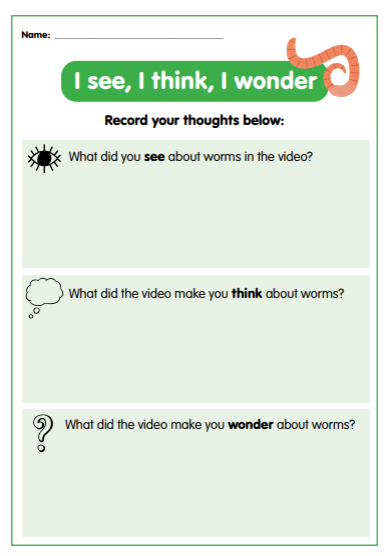 Name: ________________________________
I see, I think, I wonder
Record your thoughts below:
What did you see about worms in the video?
What did the video make you think about worms?
What did the video make you wonder about worms?